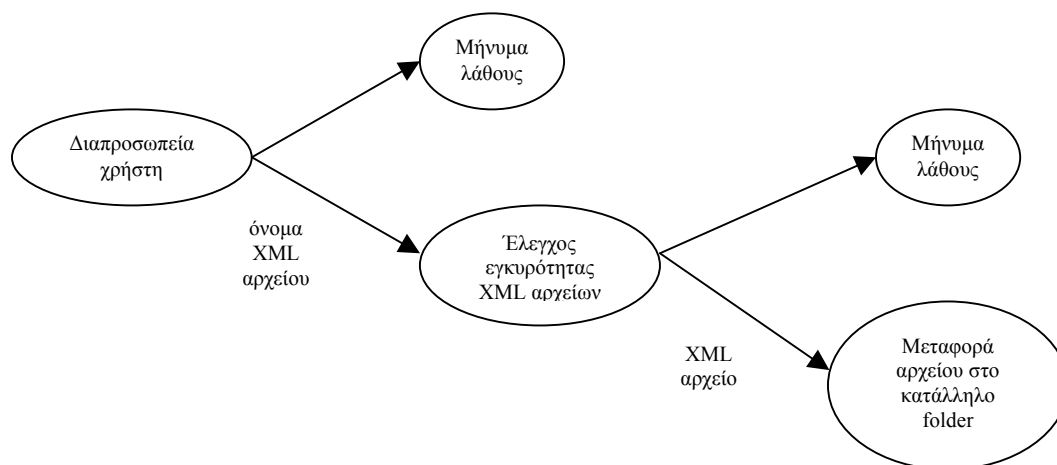 Μήνυμα
λάθους
Διαπροσωπεία
χρήστη
Μήνυμα
λάθους
όνομα
XML
αρχείου
Έλεγχος
εγκυρότητας
XML αρχείων
XML
αρχείο
Μεταφορά
αρχείου στο
κατάλληλο
folder